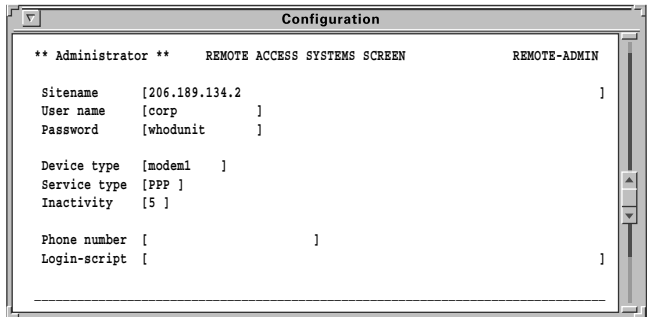 Configuration
** Administrator ** REMOTE ACCESS SYSTEMS SCREEN REMOTE-ADMIN
Sitename [206.189.134.2 ]
User name [corp ]
Password [whodunit ]
Device type [modem1 ]
Service type [PPP ]
Inactivity [5 ]
Phone number [ ]
Login-script [ ]